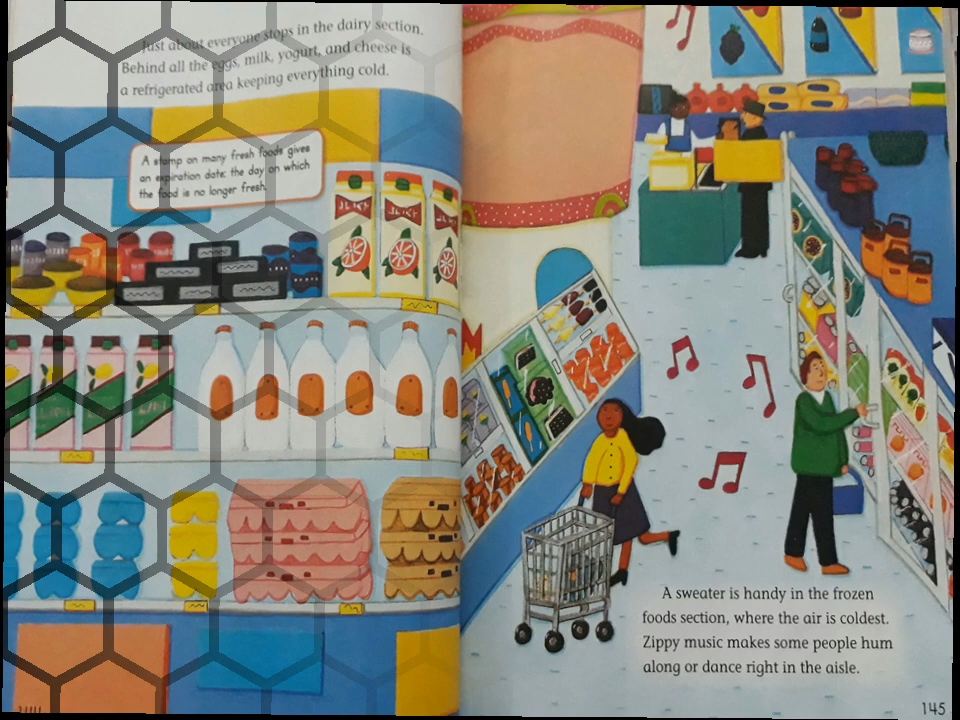 Just about everyone stops in the dairy section.
Behind all the eggs, milk, yogurt, and cheese is
a refrigerated area keeping everything cold.
A stamp on many fresh foods gives
an expiration date: the day on which
the food is no longer fresh.
A sweater is handy in the frozen
foods section, where the air is coldest.
Zippy music makes some people hum
along or dance right in the aisle.
145